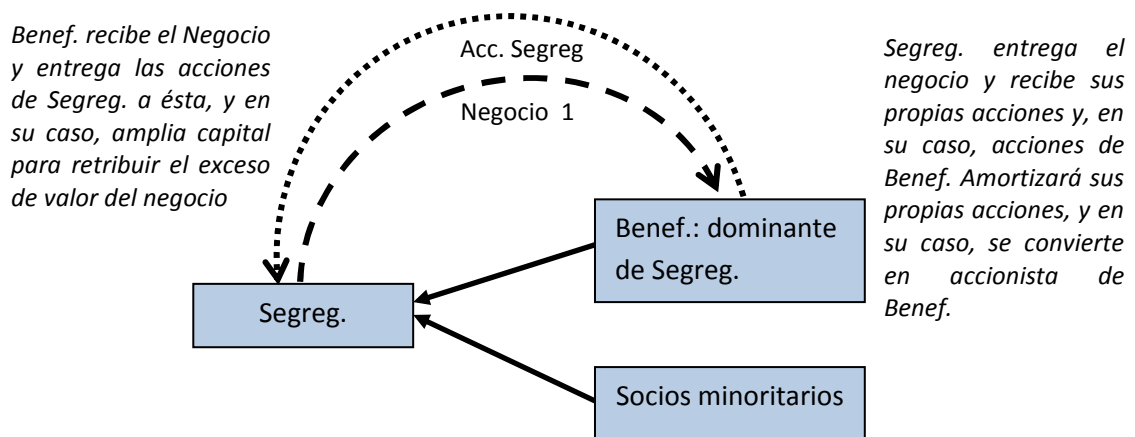 Benef. recibe el Negocio
y entrega las acciones
de Segreg. a ésta, y en
su caso, amplia capital
para retribuir el exceso
de valor del negocio
Acc. Segreg
Negocio 1
Segreg. entrega el
negocio y recibe sus
propias acciones y, en
su caso, acciones de
Benef. Amortizará sus
propias acciones, y en
su caso, se convierte
en accionista de
Benef.
Benef.: dominante
de Segreg.
Segreg.
Socios minoritarios